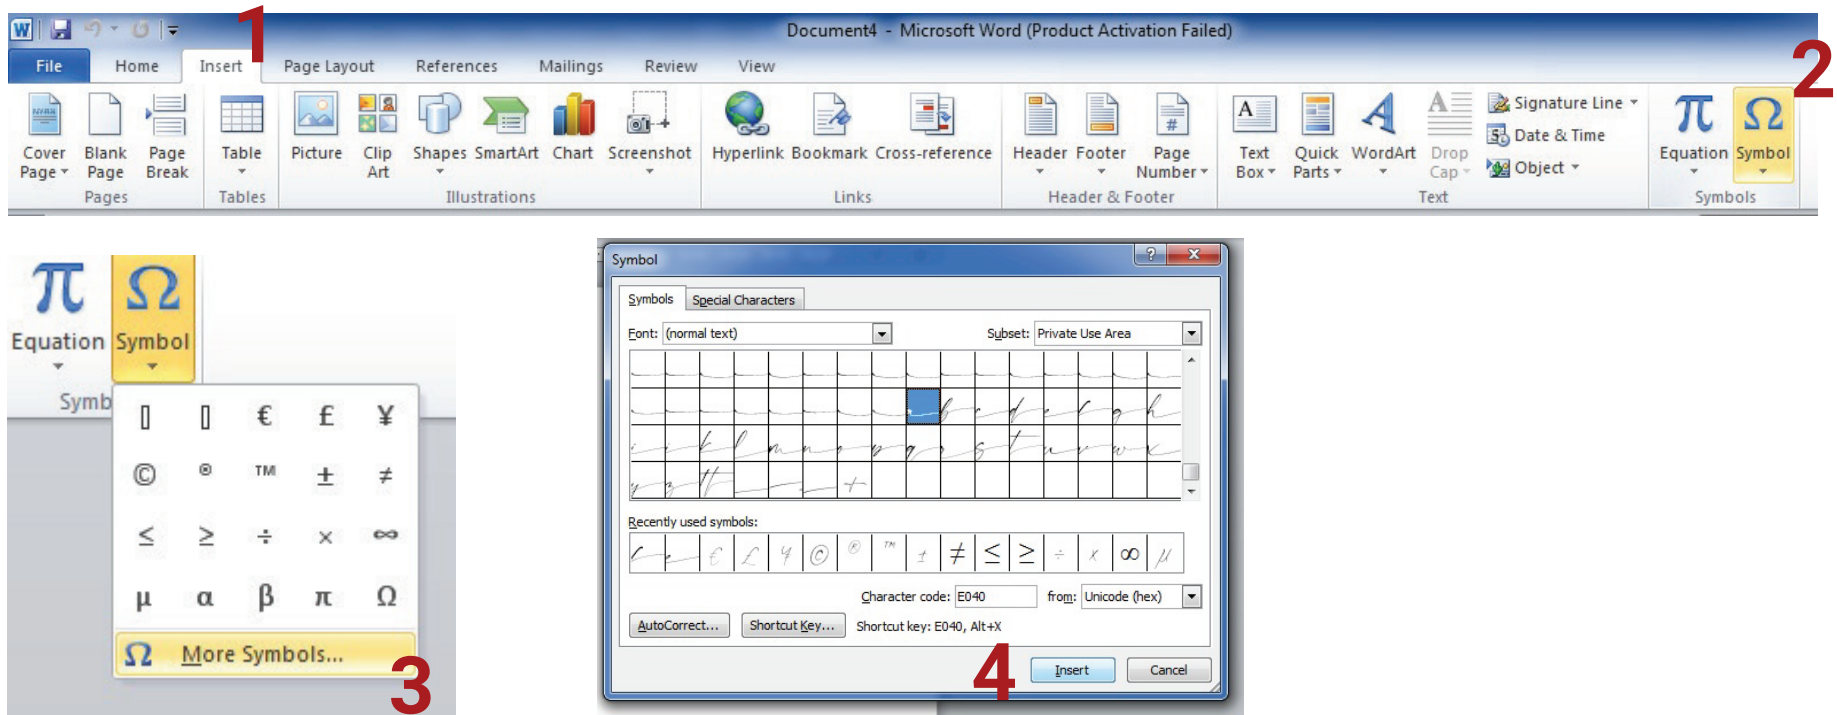 1
Document4 - Microsoft Word (Product Activation Failed)
2
File Home Insert Page Layout References Mailings Review View
Cover Page Blank Page Page Break Table Picture Clip Art Shapes SmartArt Chart Screenshot Hyperlink Bookmark Cross-reference Header Footer Page Number # A Text Box Quick Parts A WordArt A Drop Cap Signature Line Date & Time Object π Equation Ω Symbol
Pages Tables Illustrations Links Header & Footer Text Symbols
π Ω
Equation Symbol
Symb
€ £ ¥
© ® ™ ± ≠
≤ ≥ ÷ × ∞
µ α β π Ω
Ω More Symbols...
3
Symbol
Symbols Special Characters
Font: (normal text) Subset: Private Use Area
b c d e f g h
i j k l m n o p q r s t u v w x
y z
Recently used symbols:
€ £ ¥ © ® ™ ± ≠ ≤ ≥ ÷ × ∞ µ
Character code: E040 from: Unicode (hex)
AutoCorrect... Shortcut Key... Shortcut key: E040, Alt+X
4
Insert Cancel